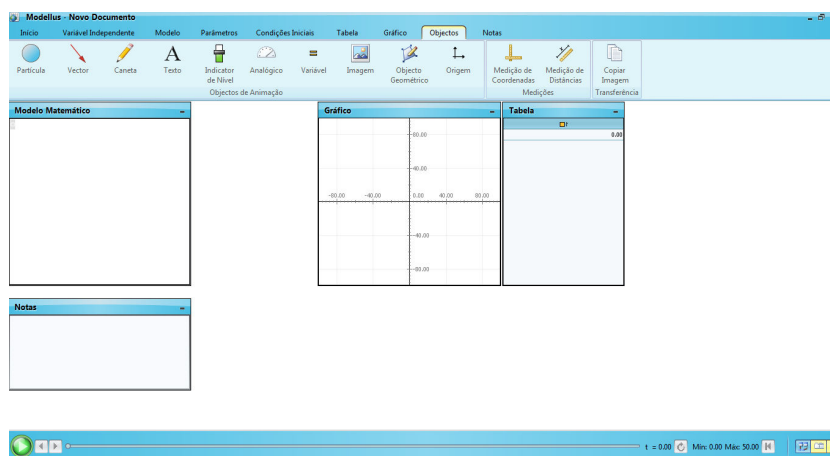 Modellus - Novo Documento
Início Variável Independente Modelo Parâmetros Condições Iniciais Tabela Gráfico Objectos Notas
Partícula Vector Caneta Texto Indicator de Nível Analógico Variável Imagem Objecto Geométrico Origem Medição de Coordenadas Medição de Distâncias Copiar Imagem
Objectos de Animação Medições Transferência
Modelo Matemático Gráfico Tabela
t
0.00
80.00
40.00
-80.00 -40.00 0.00 40.00 80.00
-40.00
-80.00
Notas
t = 0.00 Min: 0.00 Máx: 50.00